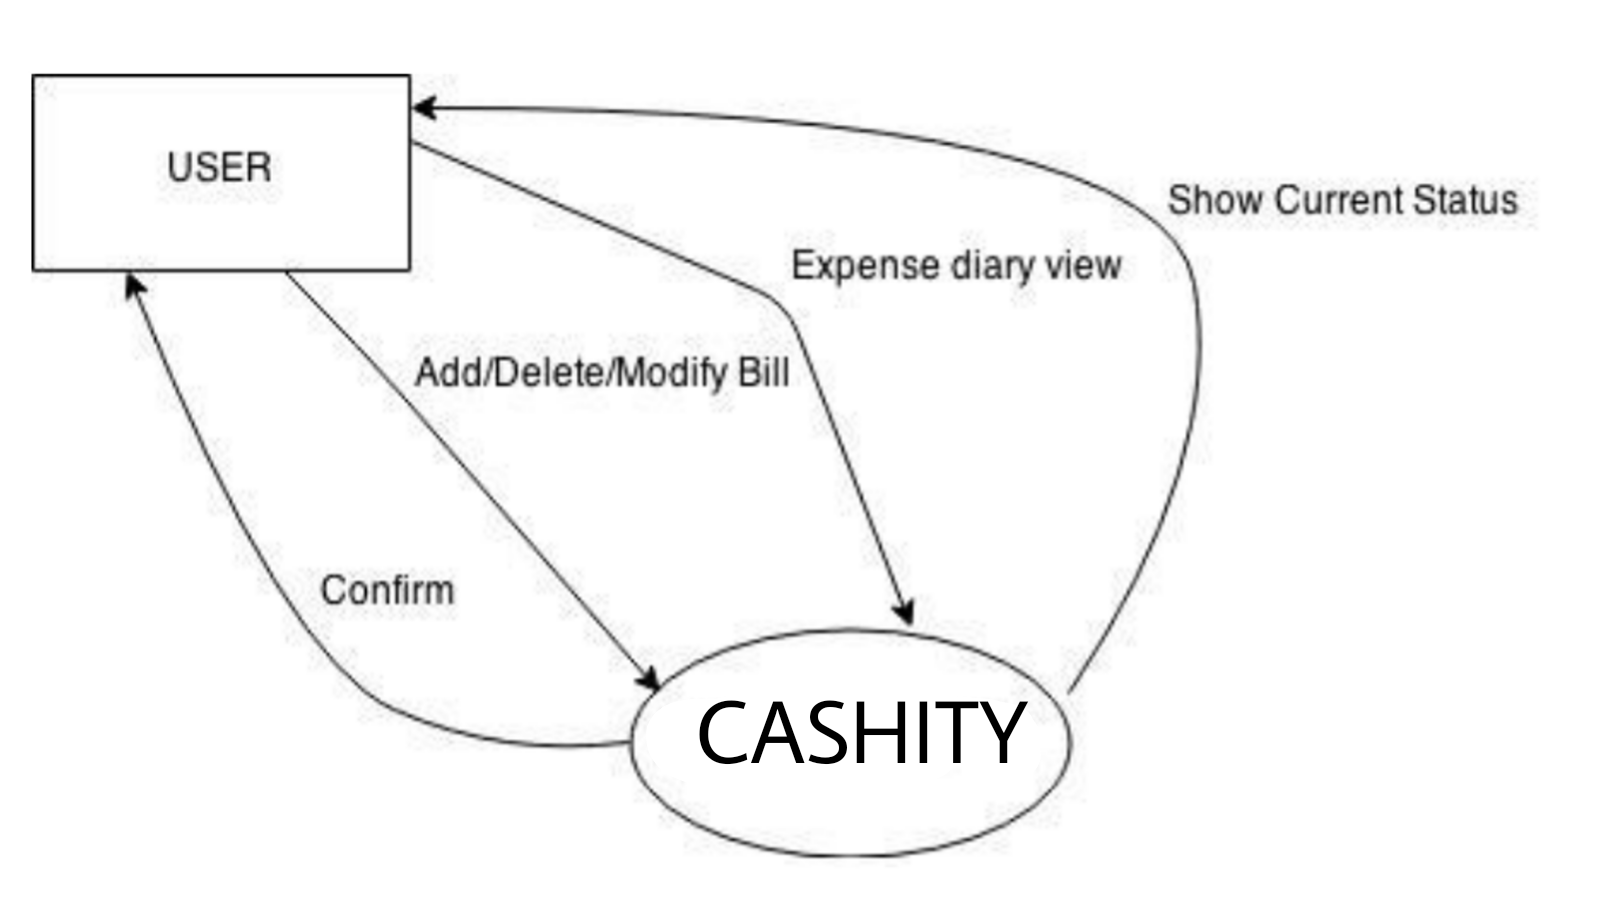 USER
Show Current Status
Expense diary view
Add/Delete/Modify Bill
Confirm
CASHITY